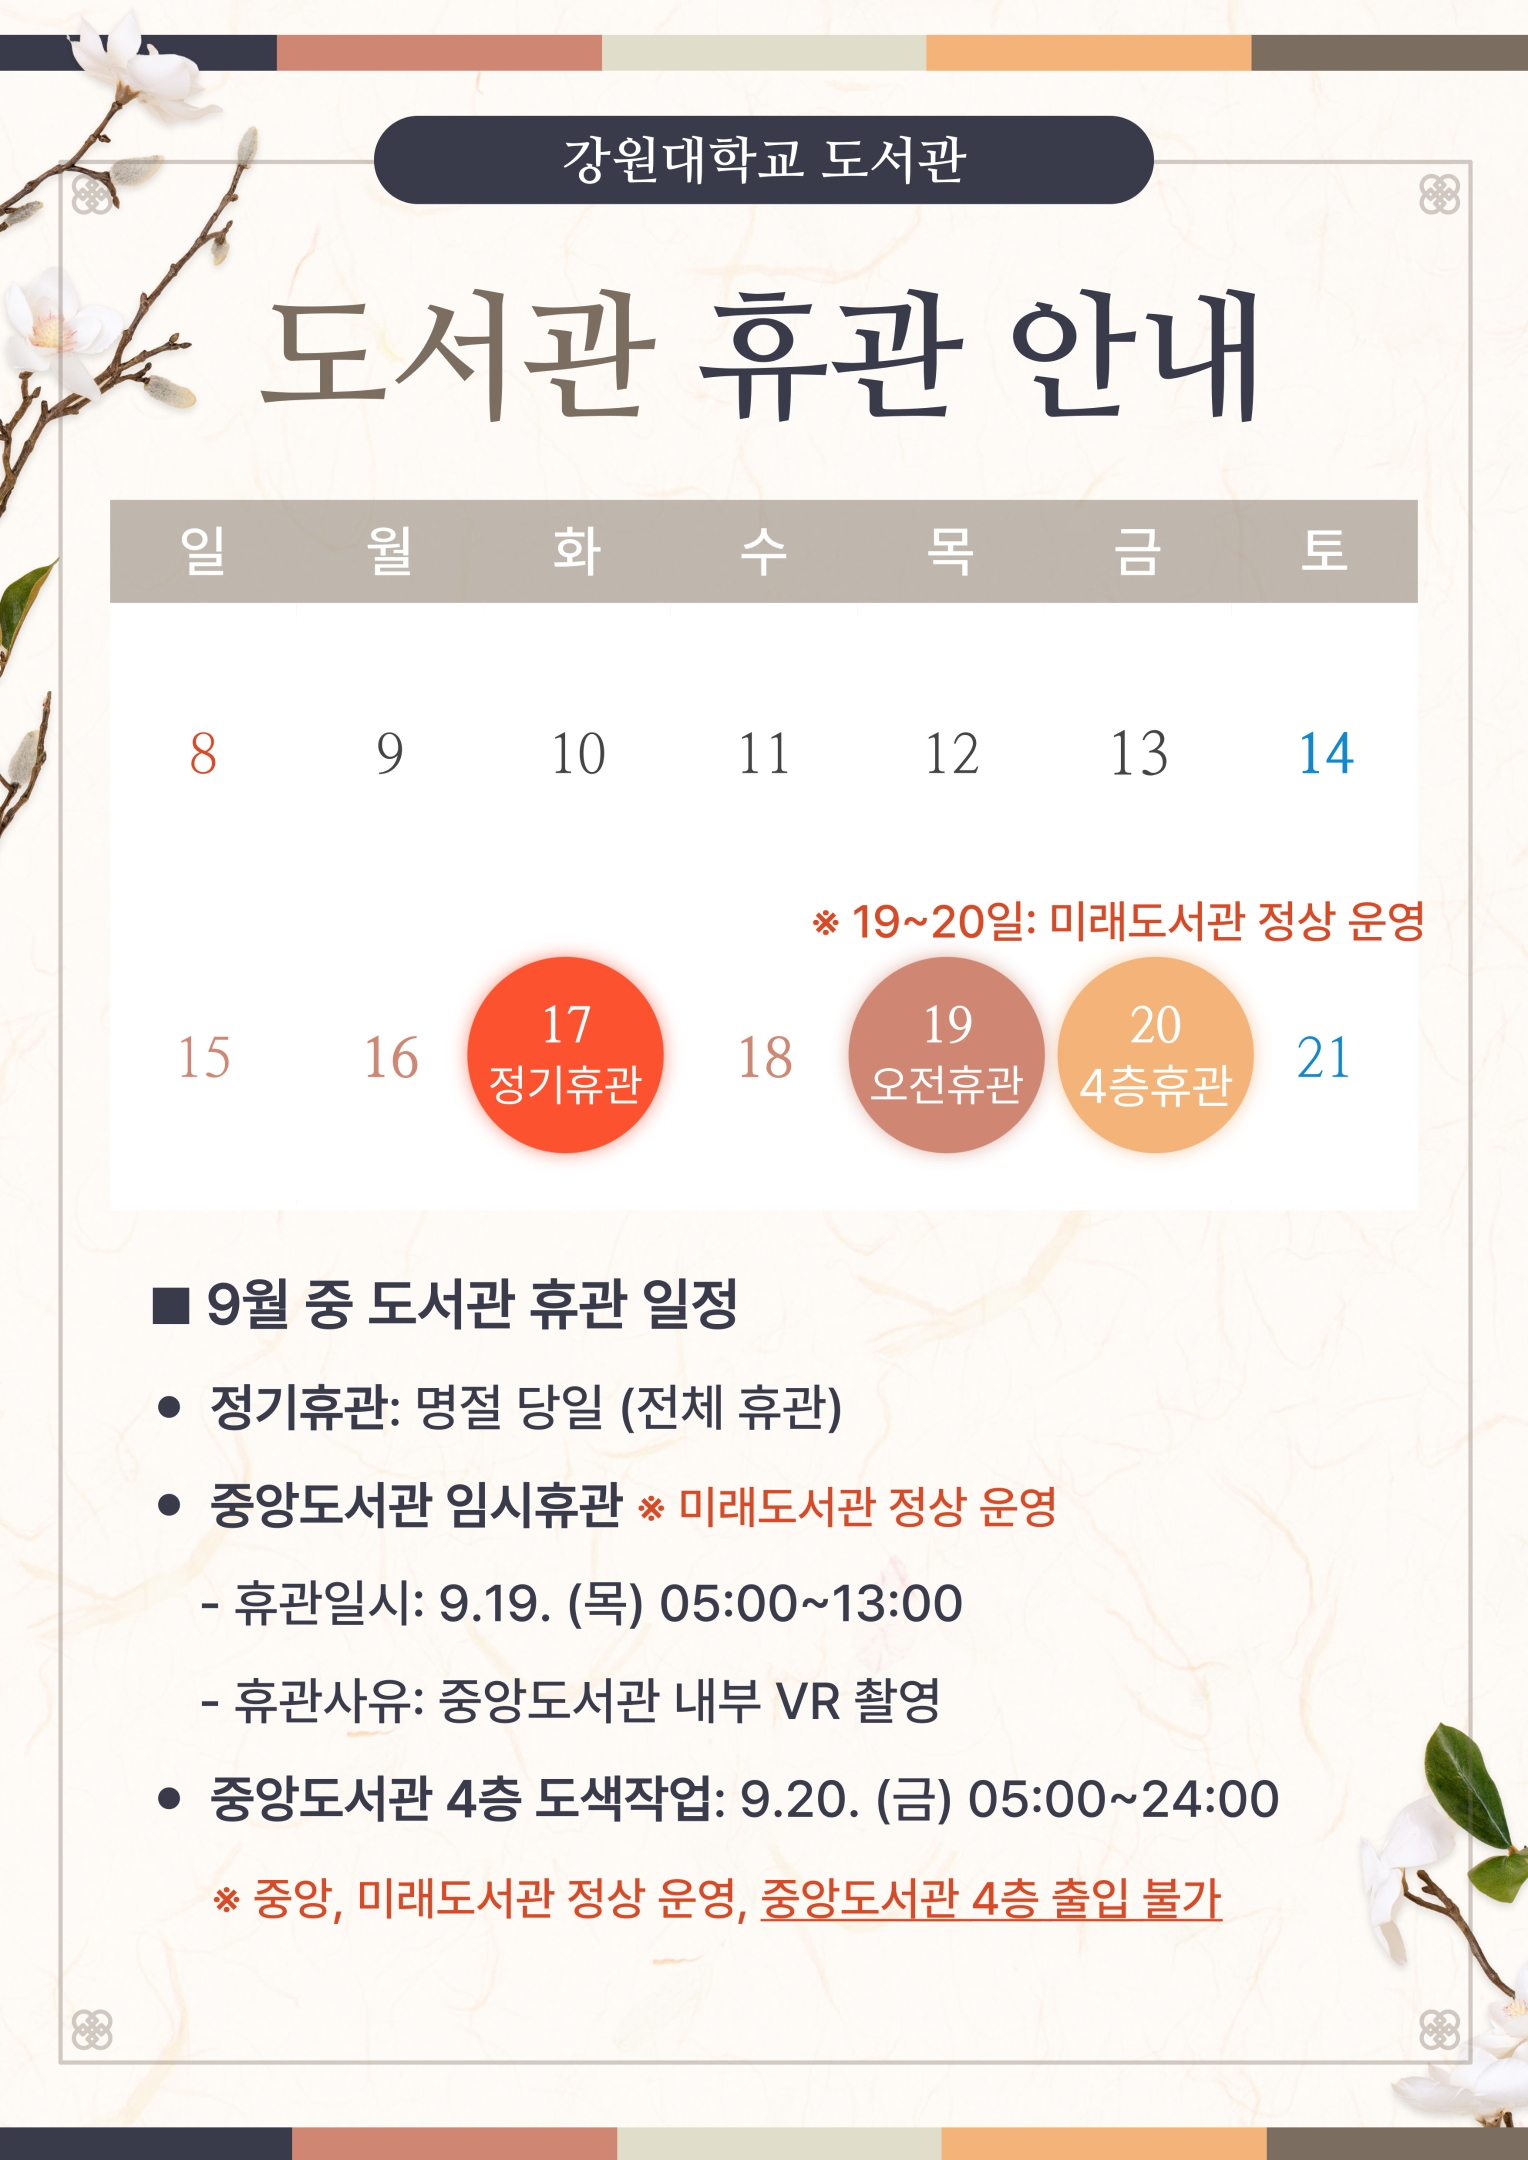 강원대학교 도서관
도서관 휴관 안내
일 월 화 수 목 금 토
8 9 10 11 12 13 14
※ 19~20일: 미래도서관 정상 운영
15 16 17 18 19 20 21
정기휴관 오전휴관 4층휴관
■ 9월 중 도서관 휴관 일정
● 정기휴관: 명절 당일 (전체 휴관)
● 중앙도서관 임시휴관 ※ 미래도서관 정상 운영
- 휴관일시: 9.19. (목) 05:00~13:00
- 휴관사유: 중앙도서관 내부 VR 촬영
● 중앙도서관 4층 도색작업: 9.20. (금) 05:00~24:00
※ 중앙, 미래도서관 정상 운영, 중앙도서관 4층 출입 불가